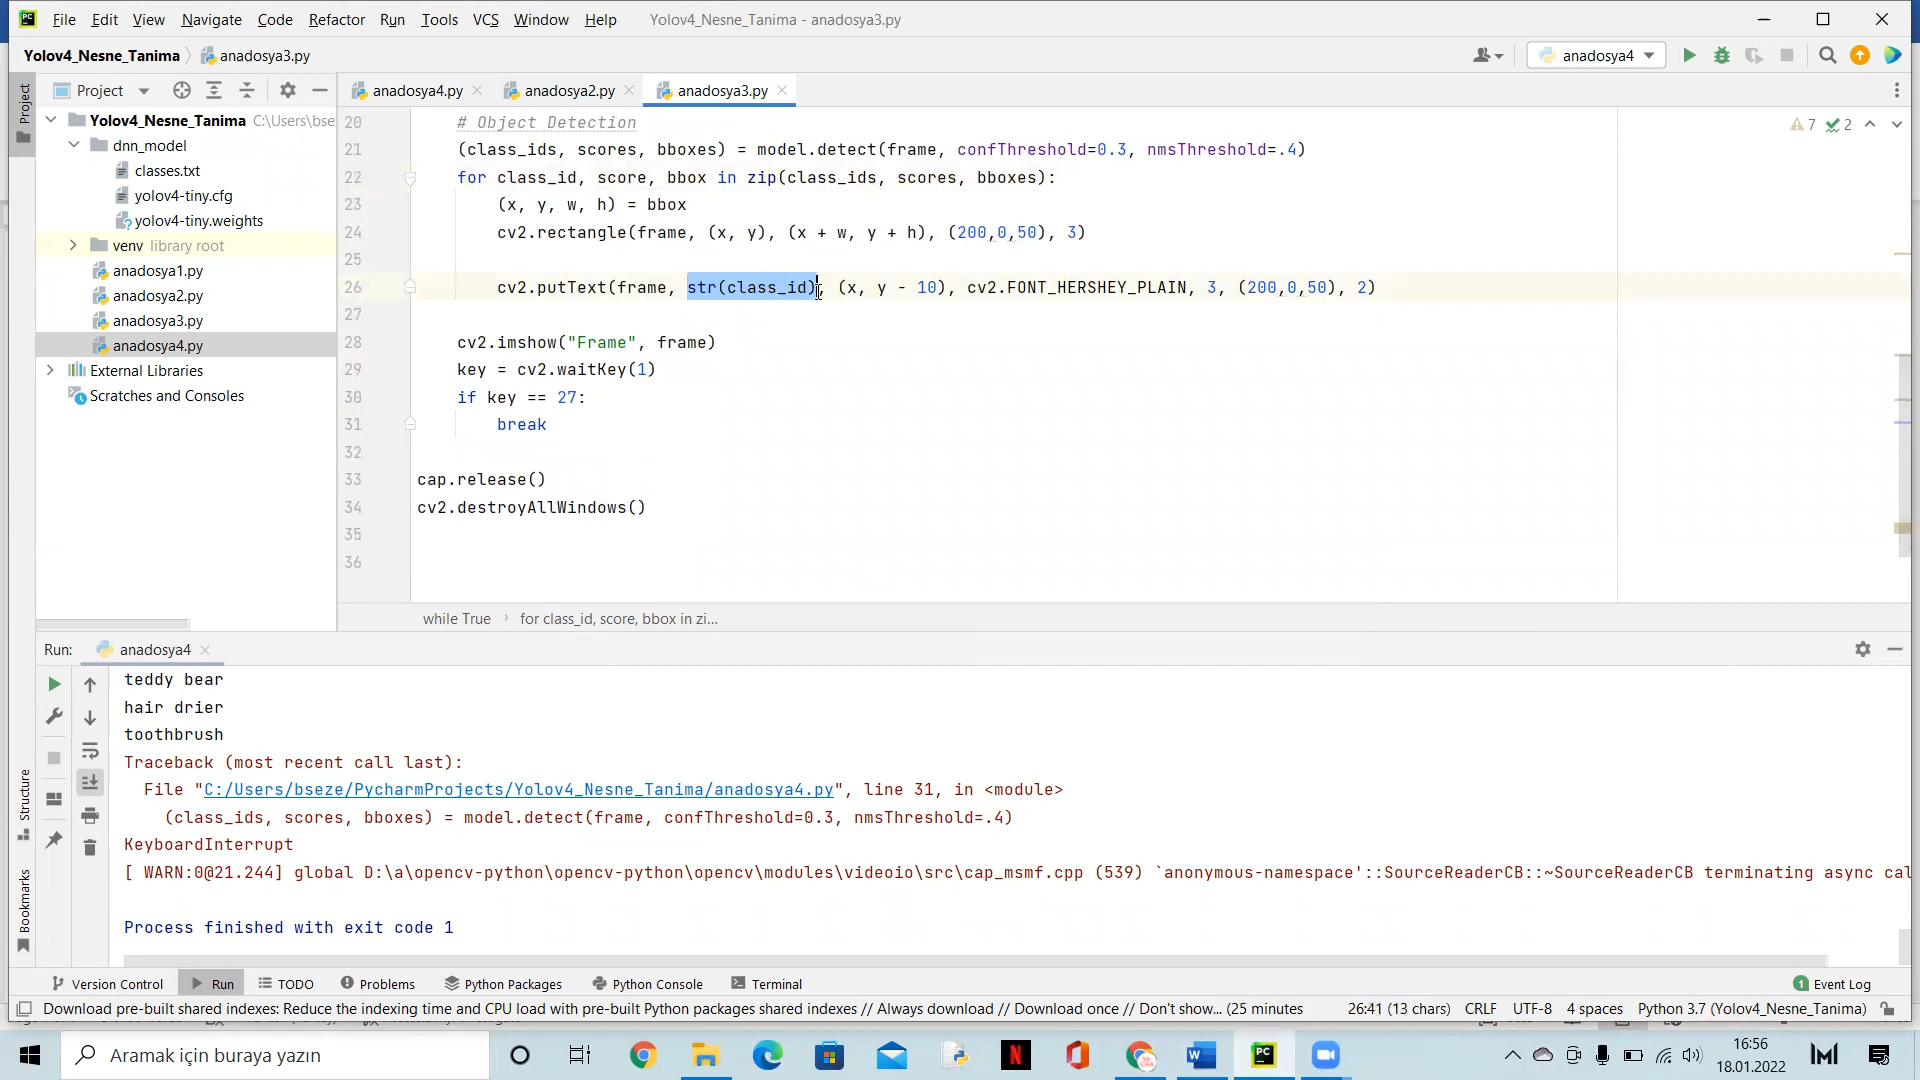 File Edit View Navigate Code Refactor Run Tools VCS Window Help Yolov4_Nesne_Tanima - anadosya3.py
Yolov4_Nesne_Tanima anadosya3.py anadosya4
Project anadosya4.py anadosya2.py anadosya3.py
Project
Yolov4_Nesne_Tanima C:\Users\bse
dnn_model
classes.txt
yolov4-tiny.cfg
yolov4-tiny.weights
venv library root
anadosya1.py
anadosya2.py
anadosya3.py
anadosya4.py
External Libraries
Scratches and Consoles
7 2
20 # Object Detection
21 (class_ids, scores, bboxes) = model.detect(frame, confThreshold=0.3, nmsThreshold=.4)
22 for class_id, score, bbox in zip(class_ids, scores, bboxes):
23 (x, y, w, h) = bbox
24 cv2.rectangle(frame, (x, y), (x + w, y + h), (200,0,50), 3)
25
26 cv2.putText(frame, str(class_id), (x, y - 10), cv2.FONT_HERSHEY_PLAIN, 3, (200,0,50), 2)
27
28 cv2.imshow("Frame", frame)
29 key = cv2.waitKey(1)
30 if key == 27:
31 break
32
33 cap.release()
34 cv2.destroyAllWindows()
35
36
while True for class_id, score, bbox in zi...
Run: anadosya4
teddy bear
hair drier
toothbrush
Traceback (most recent call last):
File "C:/Users/bseze/PycharmProjects/Yolov4_Nesne_Tanima/anadosya4.py", line 31, in <module>
(class_ids, scores, bboxes) = model.detect(frame, confThreshold=0.3, nmsThreshold=.4)
KeyboardInterrupt
[ WARN:0@21.244] global D:\a\opencv-python\opencv-python\opencv\modules\videoio\src\cap_msmf.cpp (539) `anonymous-namespace'::SourceReaderCB::~SourceReaderCB terminating async cal
Process finished with exit code 1
Structure
Bookmarks
Version Control Run TODO Problems Python Packages Python Console Terminal 1 Event Log
Download pre-built shared indexes: Reduce the indexing time and CPU load with pre-built Python packages shared indexes // Always download // Download once // Don't show... (25 minutes 26:41 (13 chars) CRLF UTF-8 4 spaces Python 3.7 (Yolov4_Nesne_Tanima)
Aramak için buraya yazın
16:56
18.01.2022